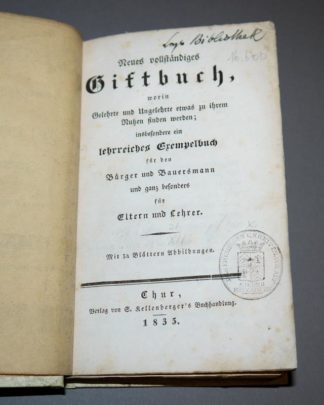 Bibliothek
Neues vollständiges
Giftbuch,
worin
Gelehrte und Ungelehrte etwas zu ihrem
Nutzen finden werden;
insbesondere ein
lehrreiches Exempelbuch
für den
Bürger und Bauersmann
und ganz besonders
für
Eltern und Lehrer.
Mit 24 Blättern Abbildungen.
Chur,
Verlag von S. Kellenberger's Buchhandlung.
1835.